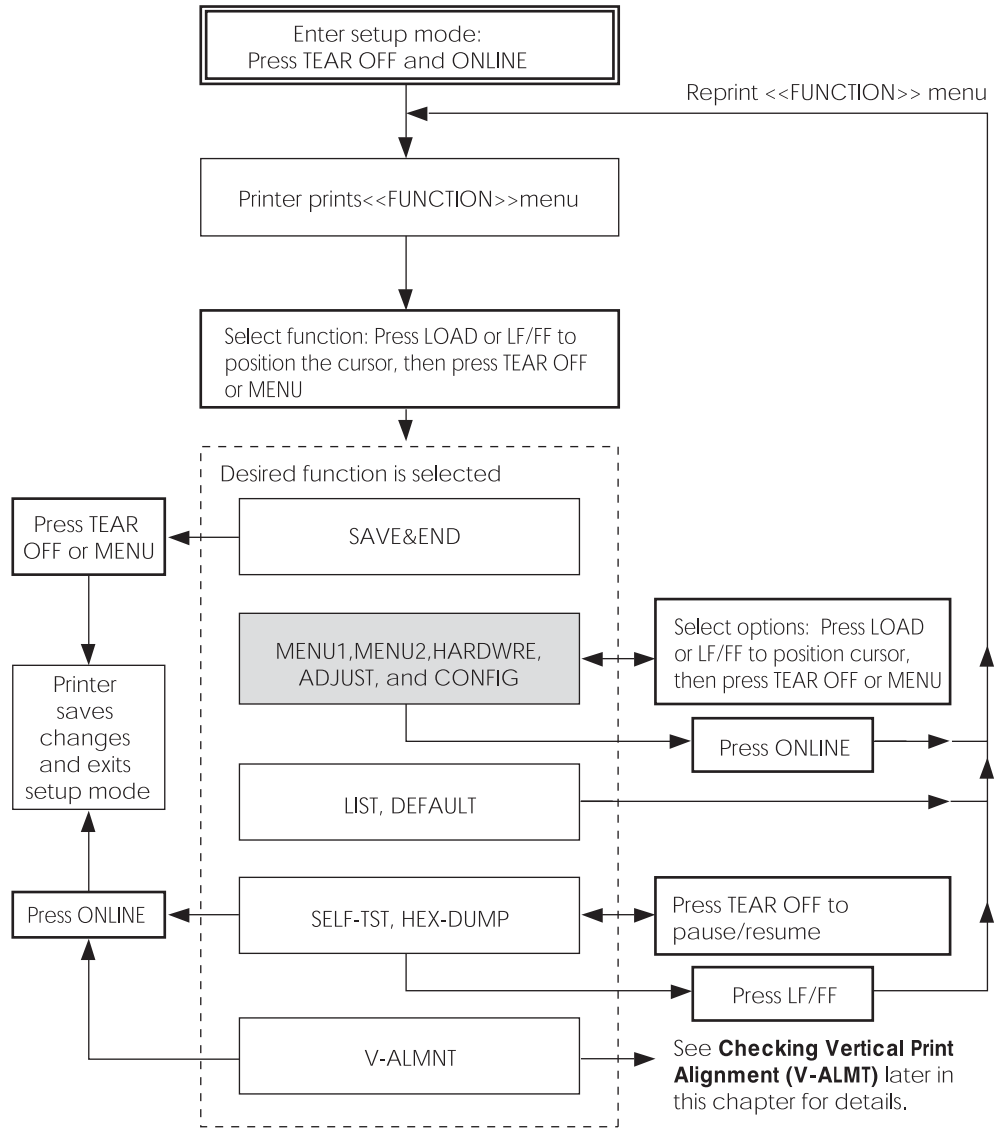 Enter setup mode:
Press TEAR OFF and ONLINE
Reprint <<FUNCTION>> menu
Printer prints<<FUNCTION>>menu
Select function: Press LOAD or LF/FF to
position the cursor, then press TEAR OFF
or MENU
Desired function is selected
Press TEAR
OFF or MENU
SAVE&END
MENU1,MENU2,HARDWRE,
ADJUST, and CONFIG
Select options: Press LOAD
or LF/FF to position cursor,
then press TEAR OFF or MENU
Printer
saves
changes
and exits
setup mode
Press ONLINE
LIST, DEFAULT
Press ONLINE
SELF-TST, HEX-DUMP
Press TEAR OFF to
pause/resume
Press LF/FF
V-ALMNT
See Checking Vertical Print
Alignment (V-ALMT) later in
this chapter for details.